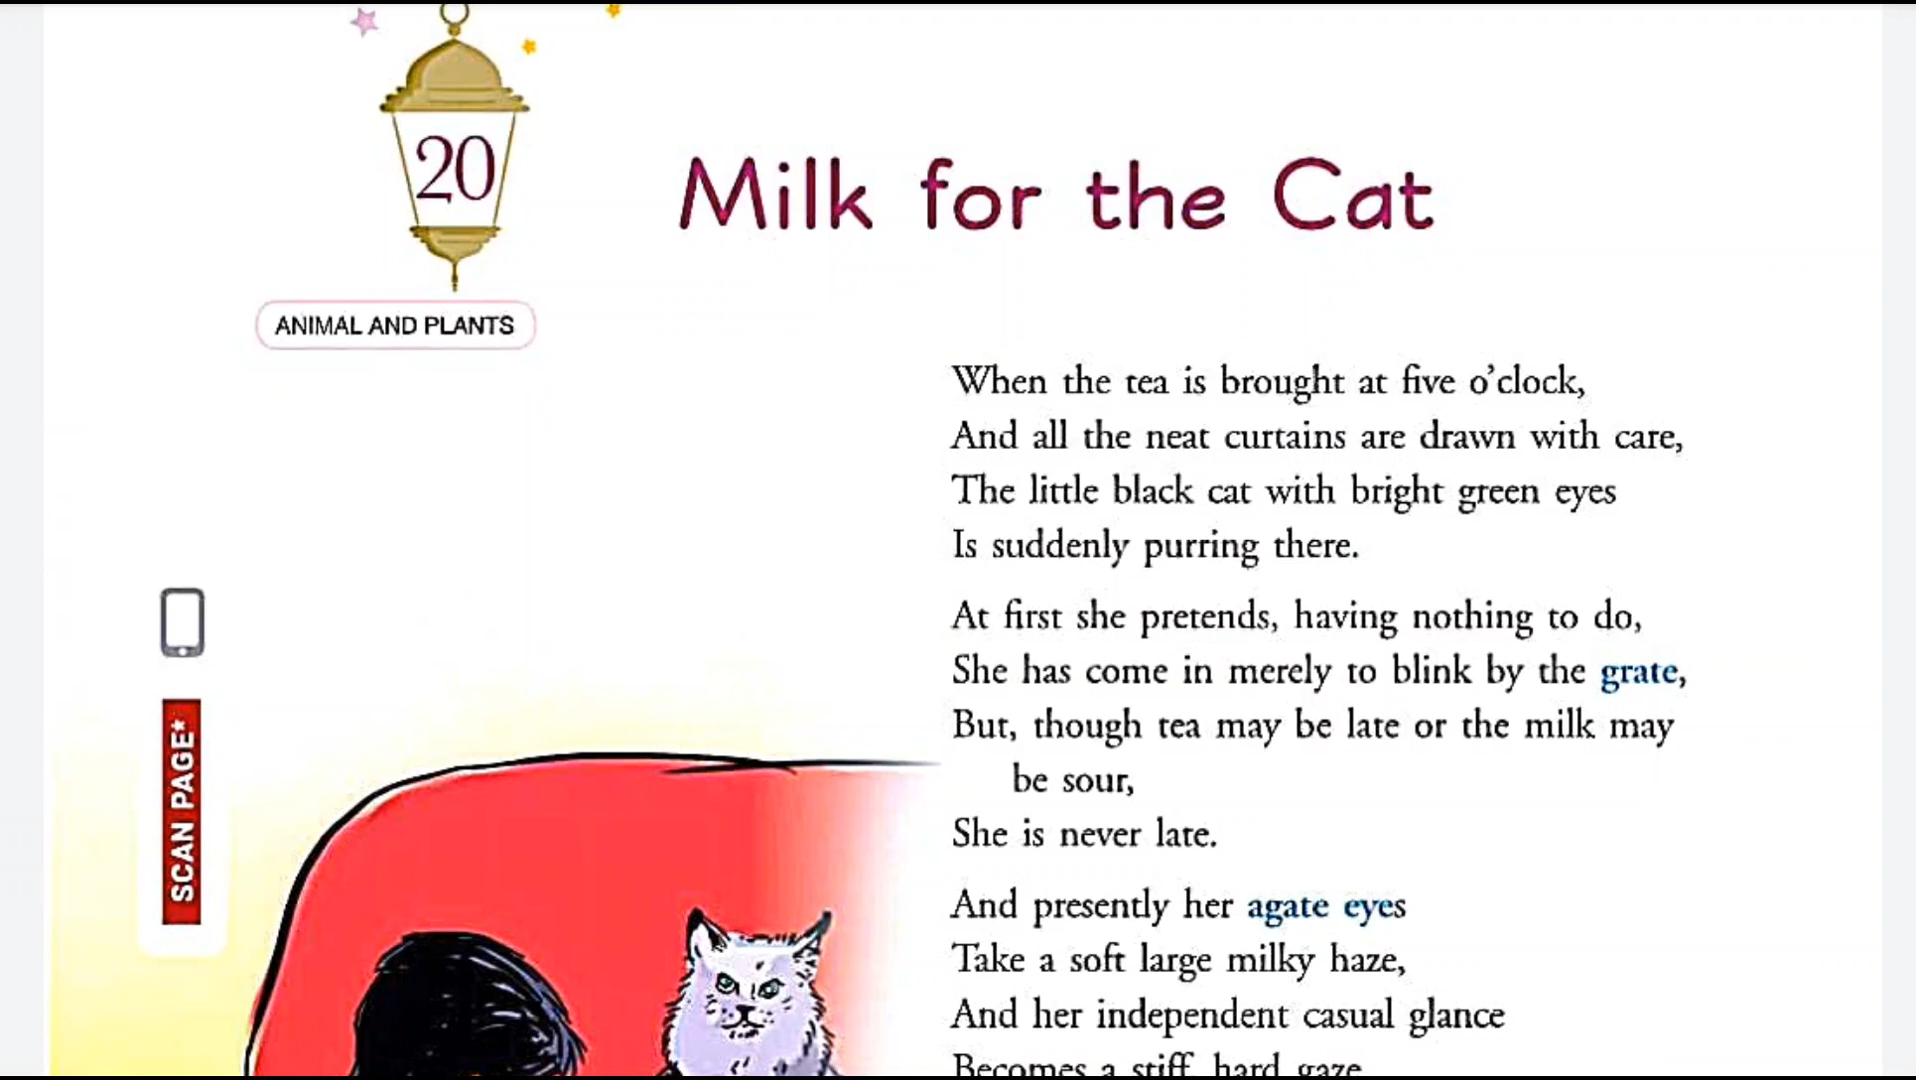 20
Milk for the Cat
ANIMAL AND PLANTS
When the tea is brought at five o'clock,
And all the neat curtains are drawn with care,
The little black cat with bright green eyes
Is suddenly purring there.
At first she pretends, having nothing to do,
She has come in merely to blink by the grate,
But, though tea may be late or the milk may
be sour,
She is never late.
And presently her agate eyes
Take a soft large milky haze,
And her independent casual glance
Becomes a stiff, hard gaze
SCAN PAGE*